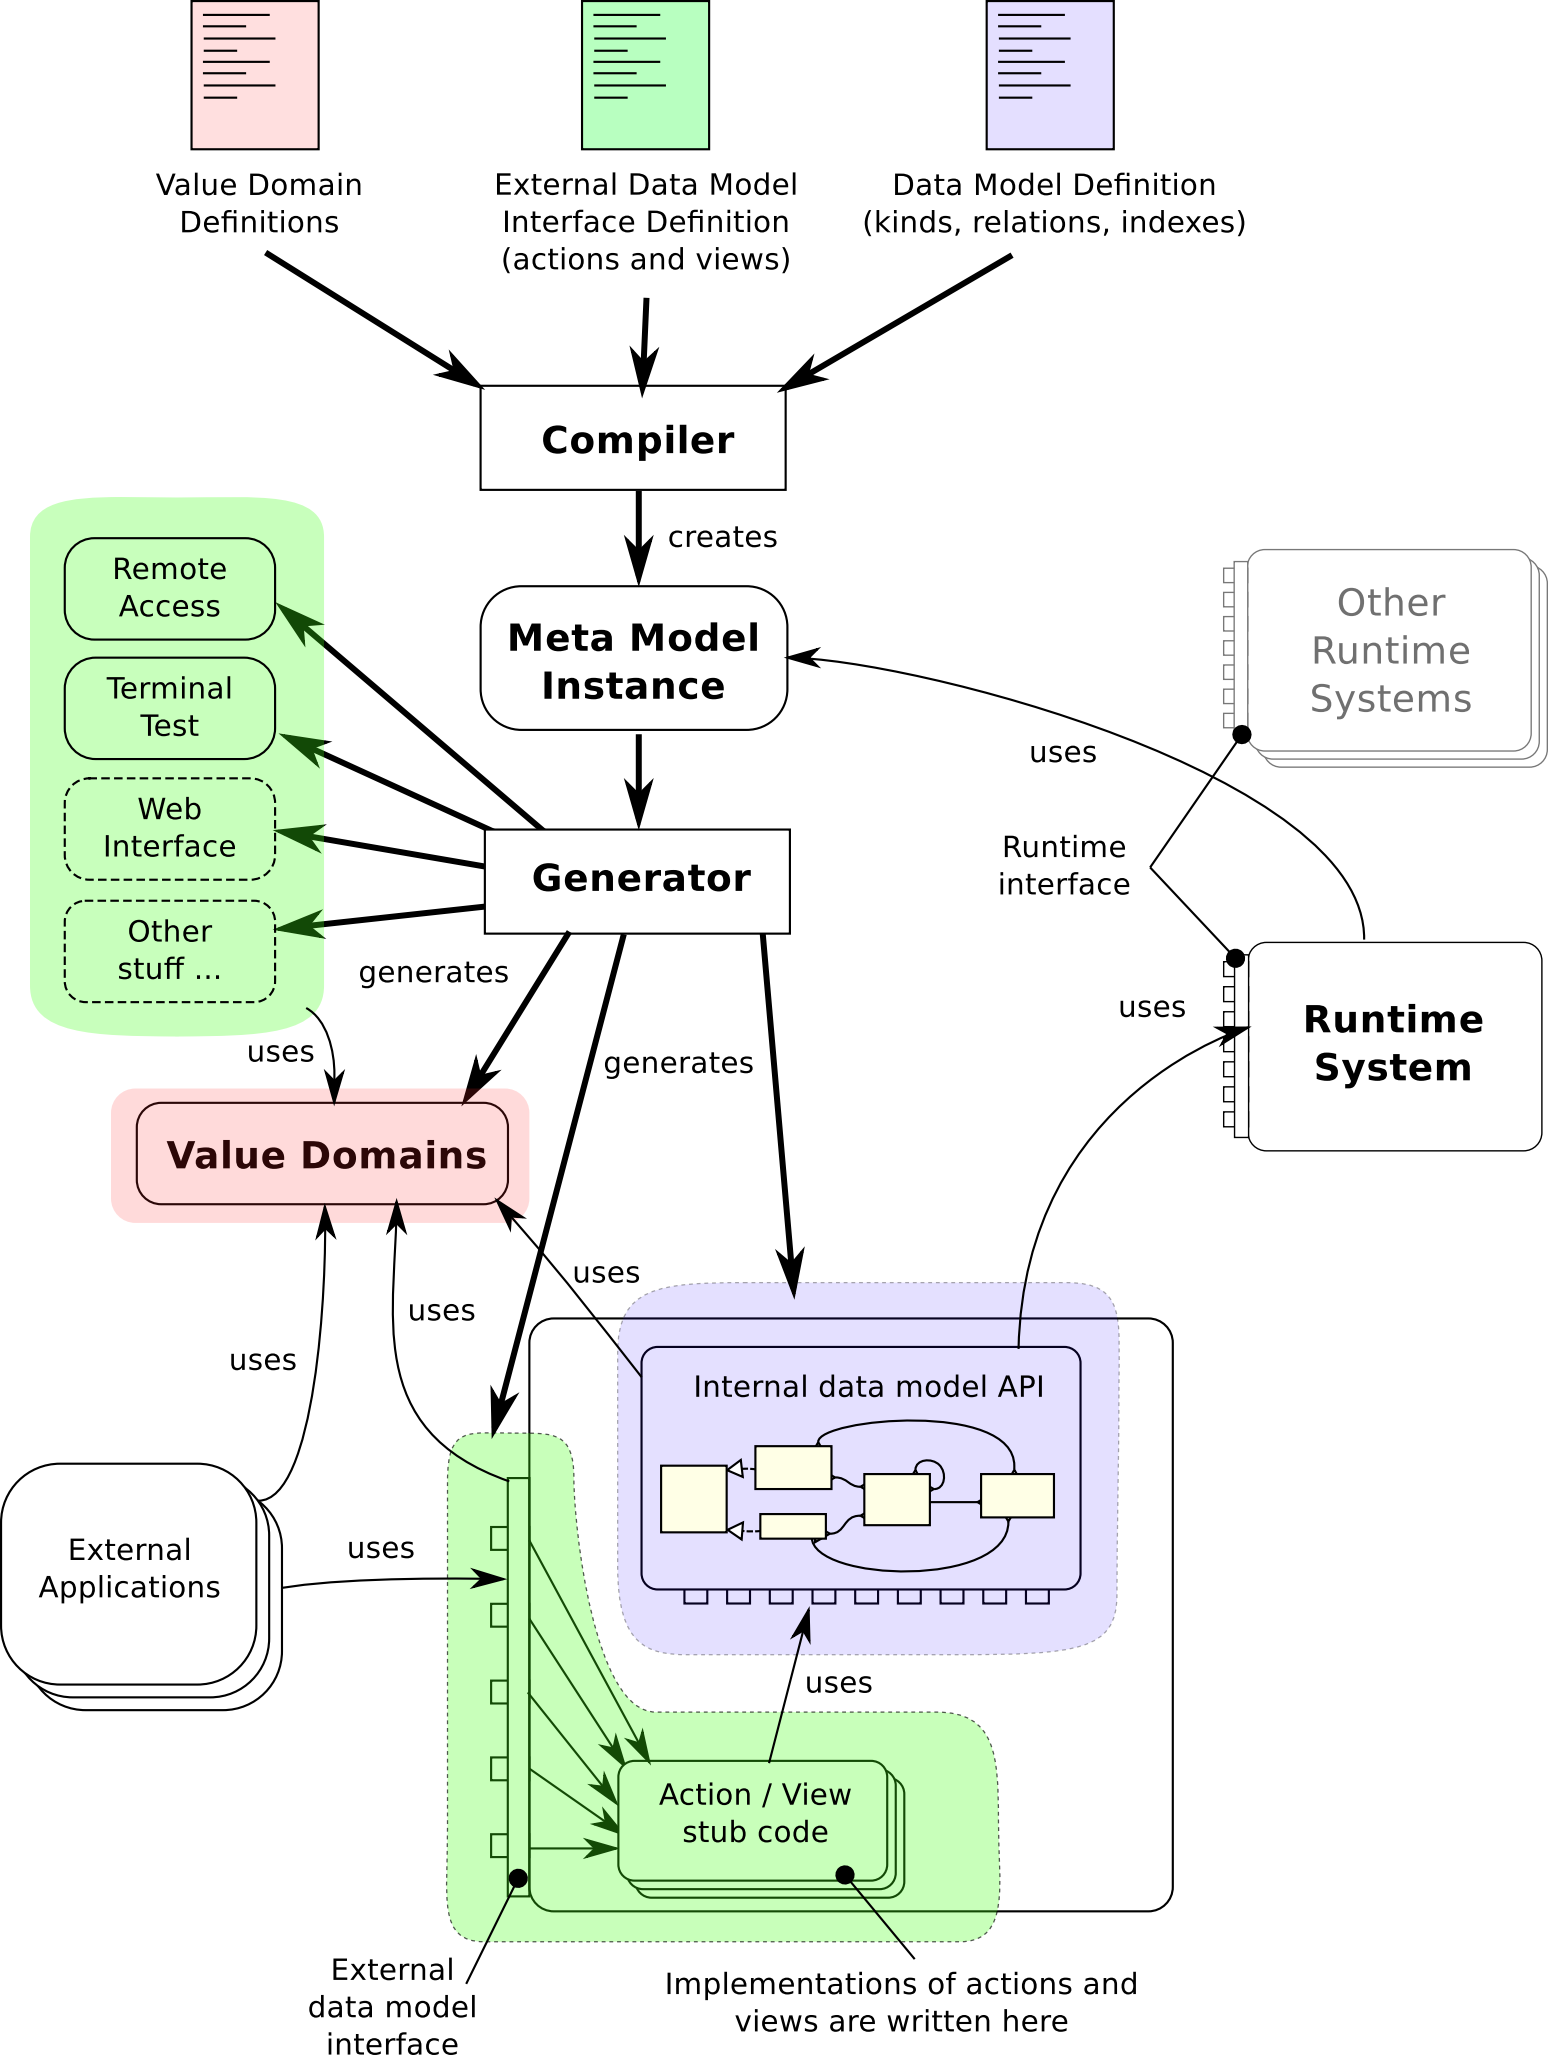 Value Domain
Definitions
External Data Model
Interface Definition
(actions and views)
Data Model Definition
(kinds, relations, indexes)
Compiler
creates
Remote
Access
Terminal
Test
Web
Interface
Other
stuff ...
Meta Model
Instance
Other
Runtime
Systems
uses
Runtime
interface
Generator
generates
uses
generates
uses
Runtime
System
Value Domains
uses
uses
uses
Internal data model API
External
Applications
uses
uses
Action / View
stub code
External
data model
interface
Implementations of actions and
views are written here